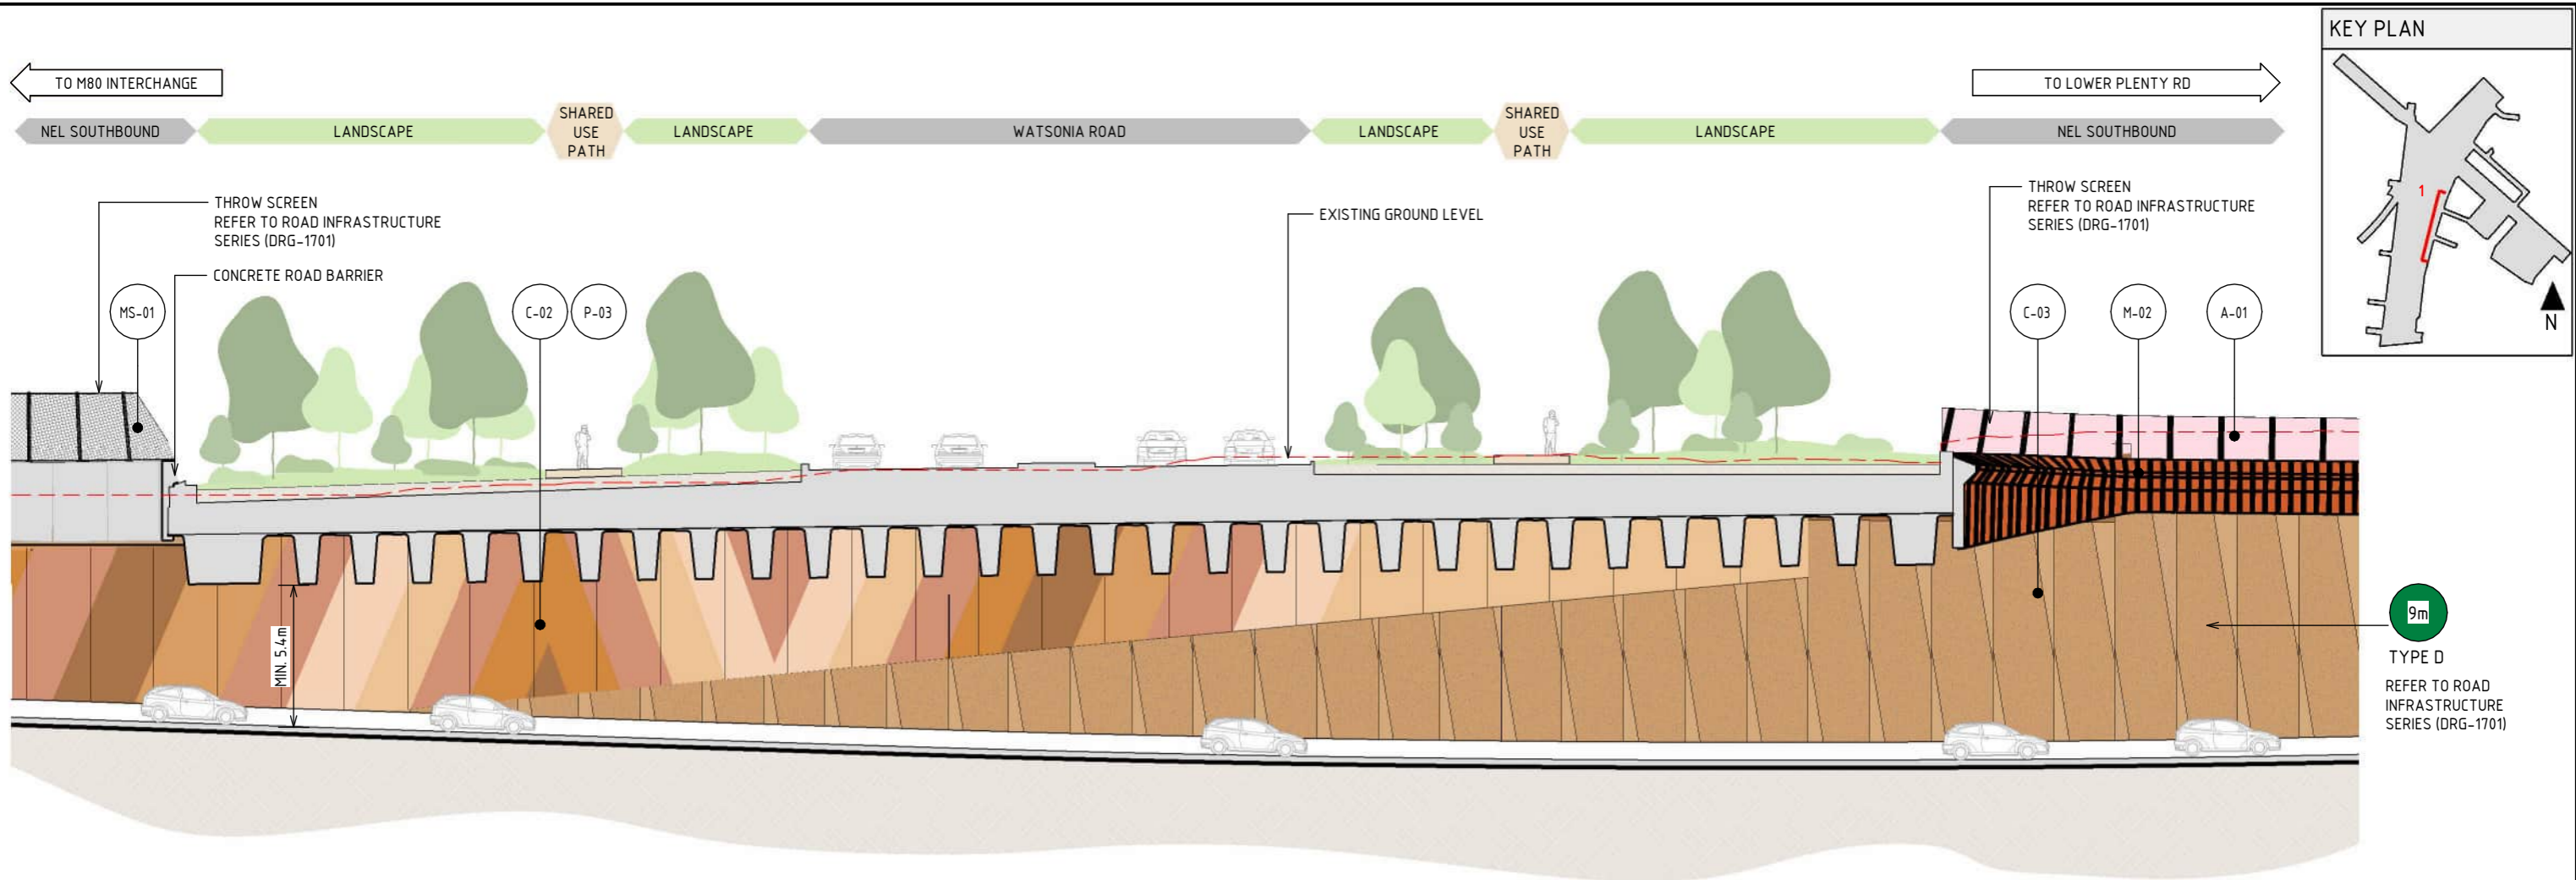 KEY PLAN
TO M80 INTERCHANGE
TO LOWER PLENTY RD
NEL SOUTHBOUND
LANDSCAPE
SHARED
USE
PATH
LANDSCAPE
WATSONIA ROAD
LANDSCAPE
SHARED
USE
PATH
LANDSCAPE
NEL SOUTHBOUND
THROW SCREEN
REFER TO ROAD INFRASTRUCTURE
SERIES (DRG-1701)
CONCRETE ROAD BARRIER
EXISTING GROUND LEVEL
THROW SCREEN
REFER TO ROAD INFRASTRUCTURE
SERIES (DRG-1701)
1
N
MS-01
C-02
P-03
C-03
M-02
A-01
MIN. 5.4m
9m
TYPE D
REFER TO ROAD
INFRASTRUCTURE
SERIES (DRG-1701)